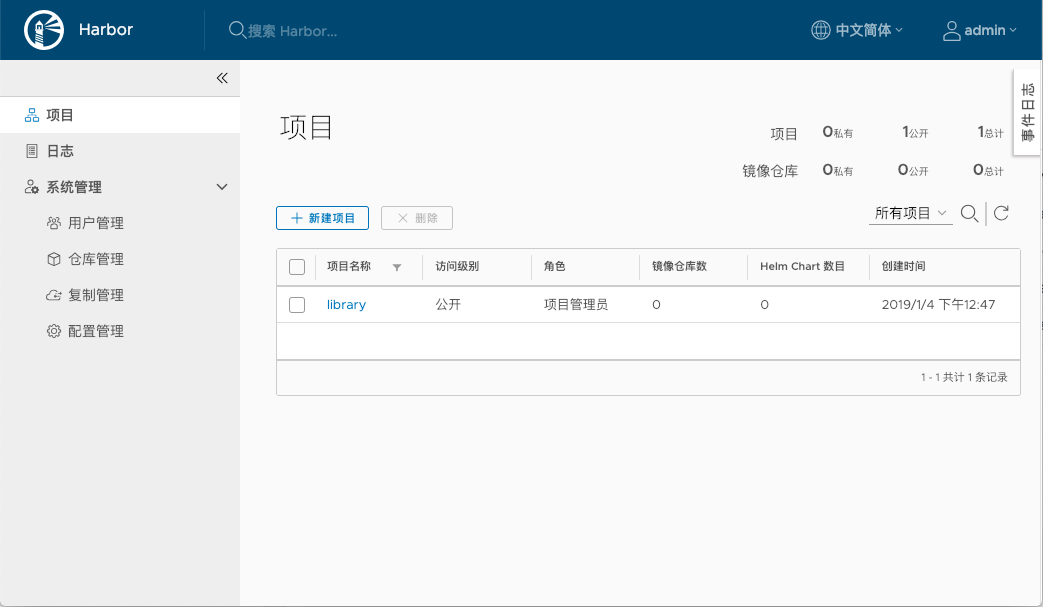 Harbor
搜索 Harbor...
中文简体
admin
项目
日志
系统管理
用户管理
仓库管理
复制管理
配置管理
项目
项目 0私有 1公开 1总计
镜像仓库 0私有 0公开 0总计
事件日志
新建项目 删除
所有项目
项目名称 访问级别 角色 镜像仓库数 Helm Chart 数目 创建时间
library 公开 项目管理员 0 0 2019/1/4 下午12:47
1 - 1 共计 1 条记录